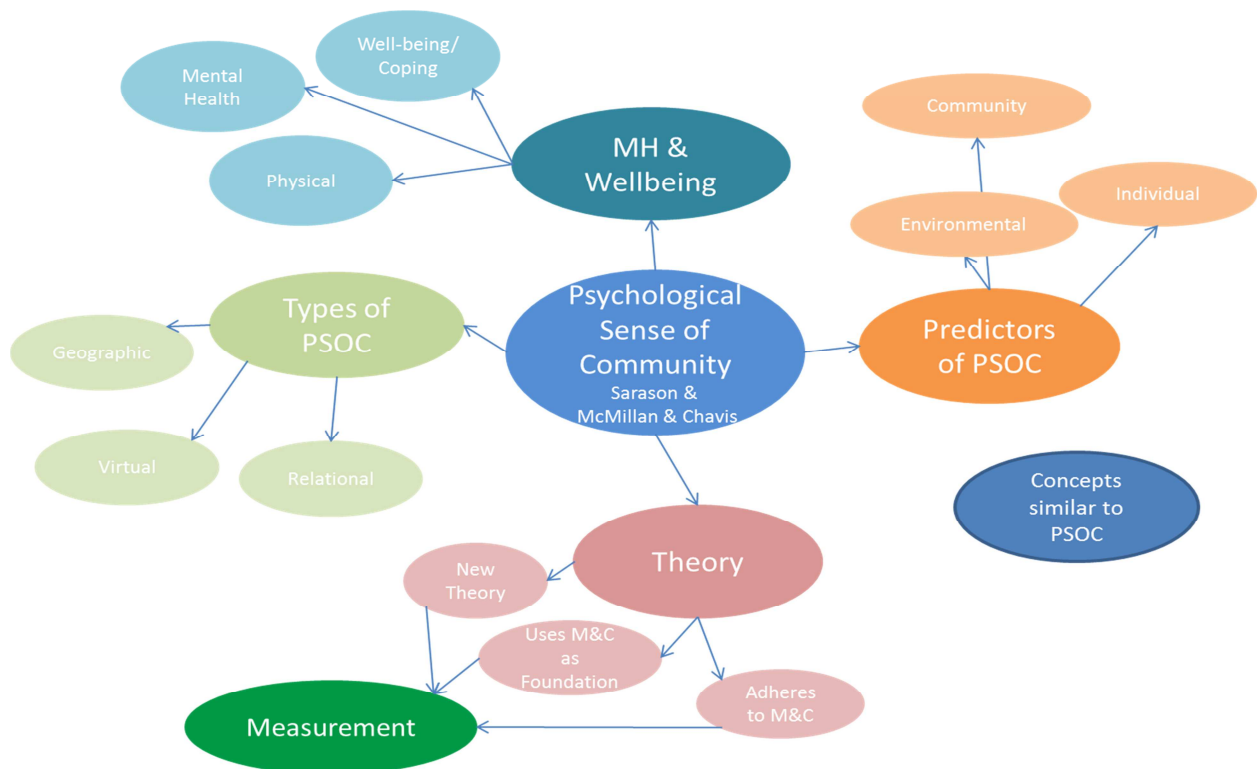 Well-being/
Coping
Mental
Health
Physical
MH &
Wellbeing
Community
Individual
Environmental
Types of
PSOC
Geographic
Virtual
Relational
Psychological
Sense of
Community
Sarason &
McMillan & Chavis
Predictors
of PSOC
Concepts
similar to
PSOC
Theory
New
Theory
Uses M&C
as
Foundation
Adheres
to M&C
Measurement